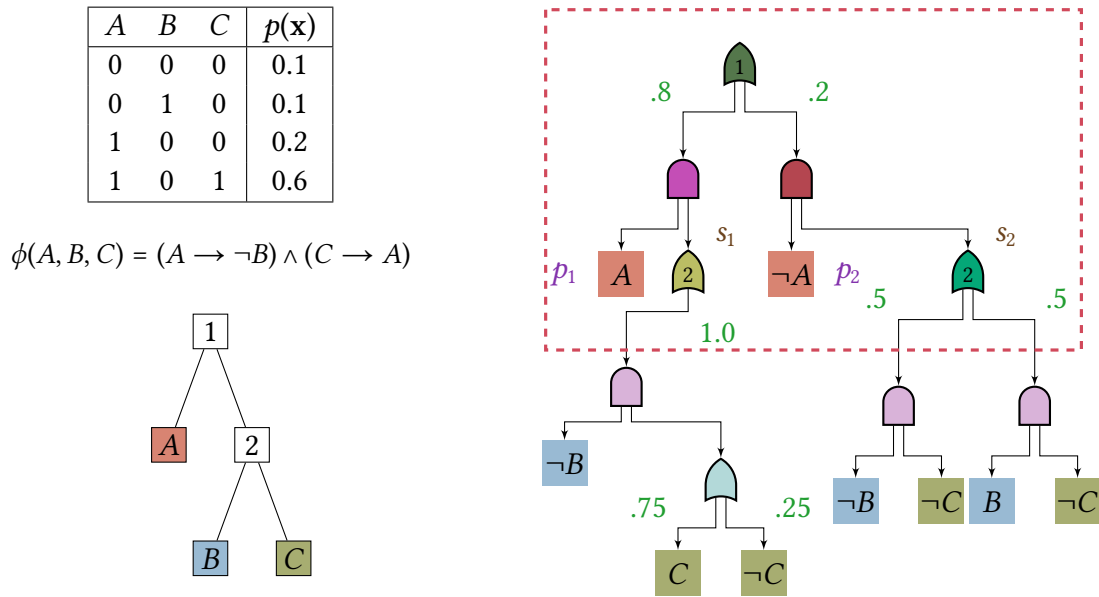 A B C p(x)
0 0 0 0.1
0 1 0 0.1
1 0 0 0.2
1 0 1 0.6
ϕ(A, B, C) = (A → ¬B) ∧ (C → A)
1
A 2
B C
1
.8 .2
s₁ s₂
p₁ A 2 ¬A p₂ 2
.5 .5
1.0
¬B
¬B ¬C B ¬C
.75 .25
C ¬C